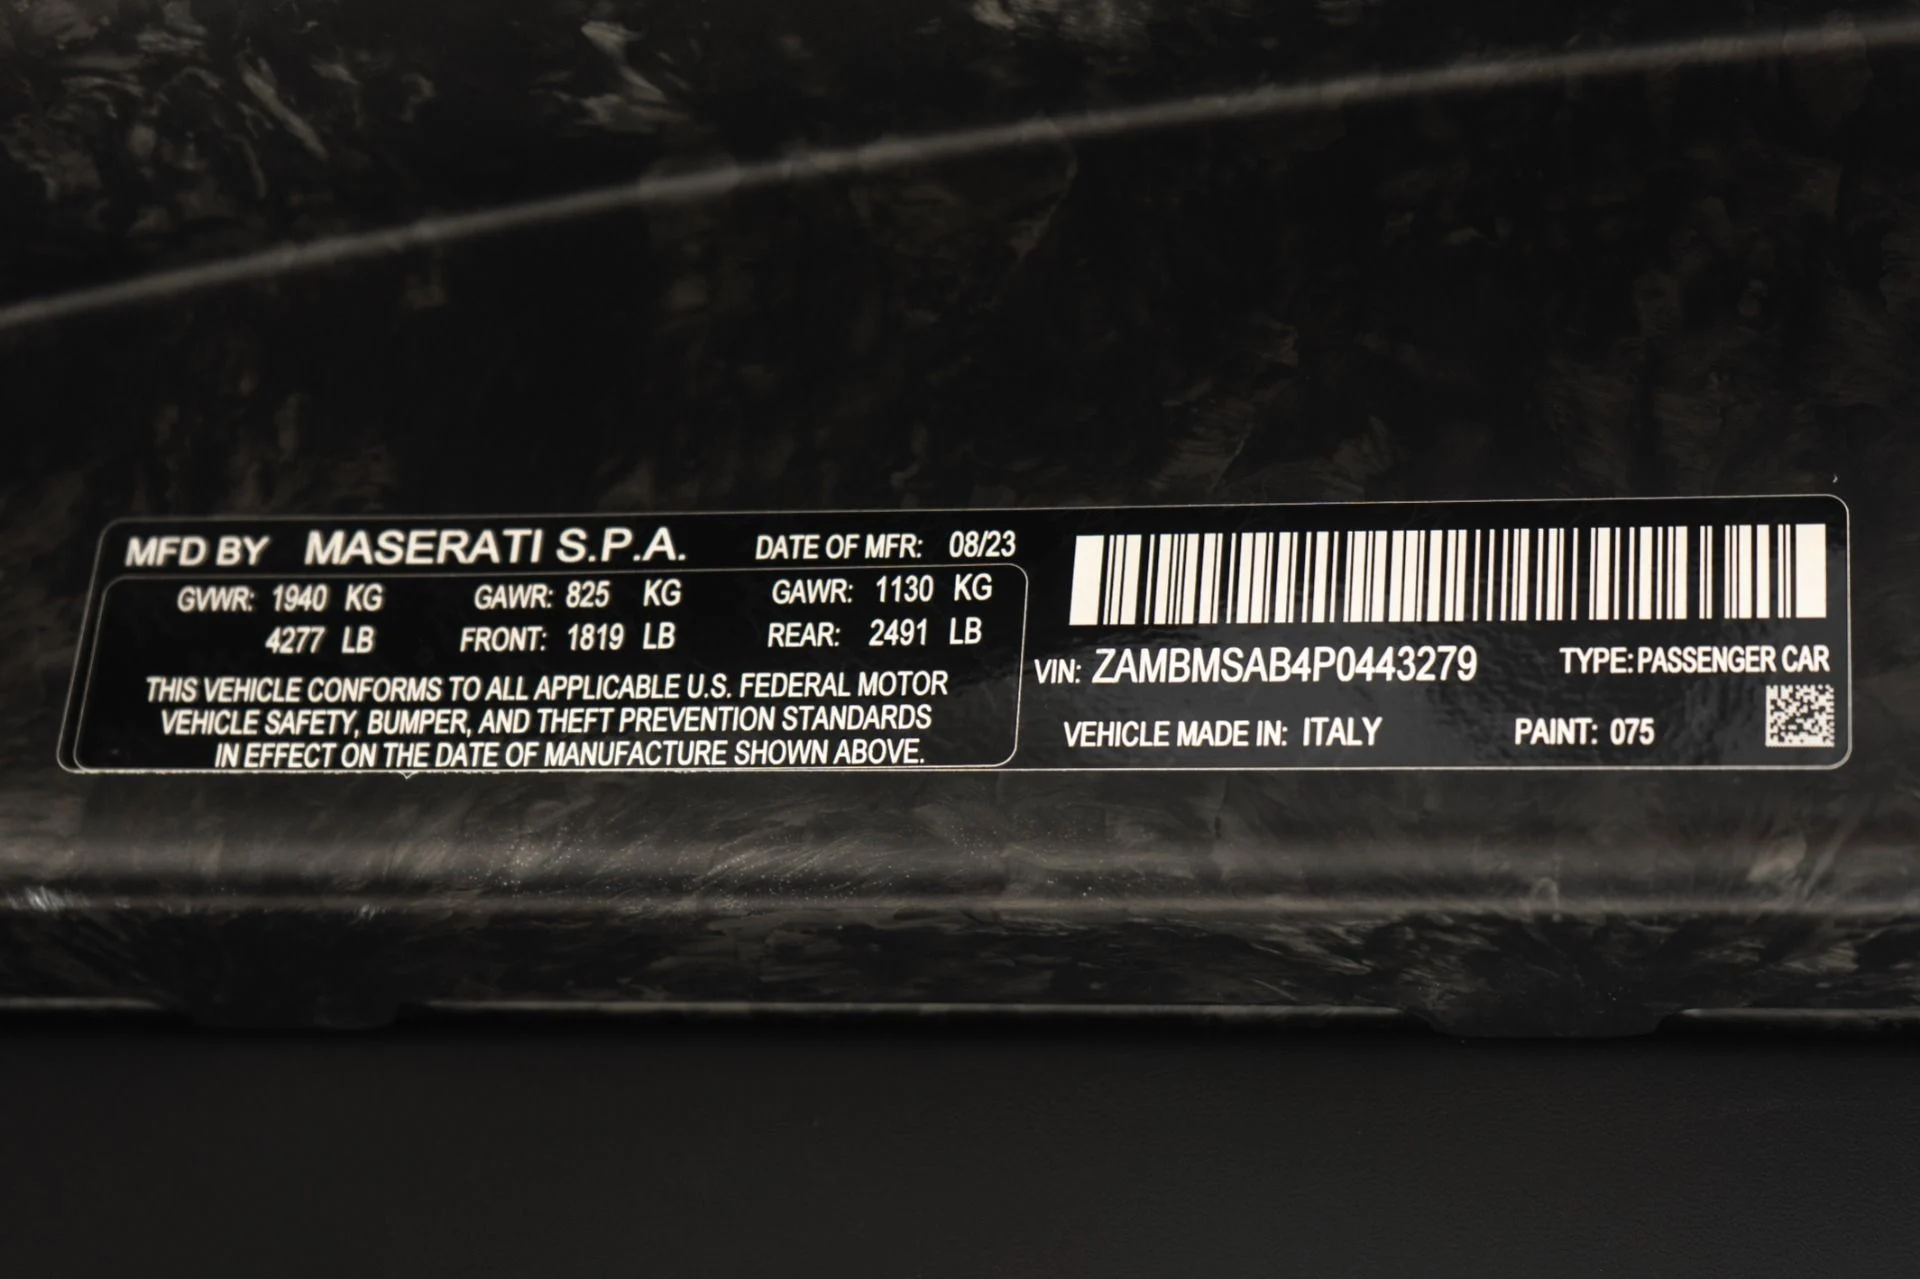 MFD BY MASERATI S.P.A. DATE OF MFR: 08/23
GVWR: 1940 KG GAWR: 825 KG GAWR: 1130 KG
4277 LB FRONT: 1819 LB REAR: 2491 LB
THIS VEHICLE CONFORMS TO ALL APPLICABLE U.S. FEDERAL MOTOR
VEHICLE SAFETY, BUMPER, AND THEFT PREVENTION STANDARDS
IN EFFECT ON THE DATE OF MANUFACTURE SHOWN ABOVE.
VIN: ZAMBMSAB4P0443279 TYPE: PASSENGER CAR
VEHICLE MADE IN: ITALY PAINT: 075